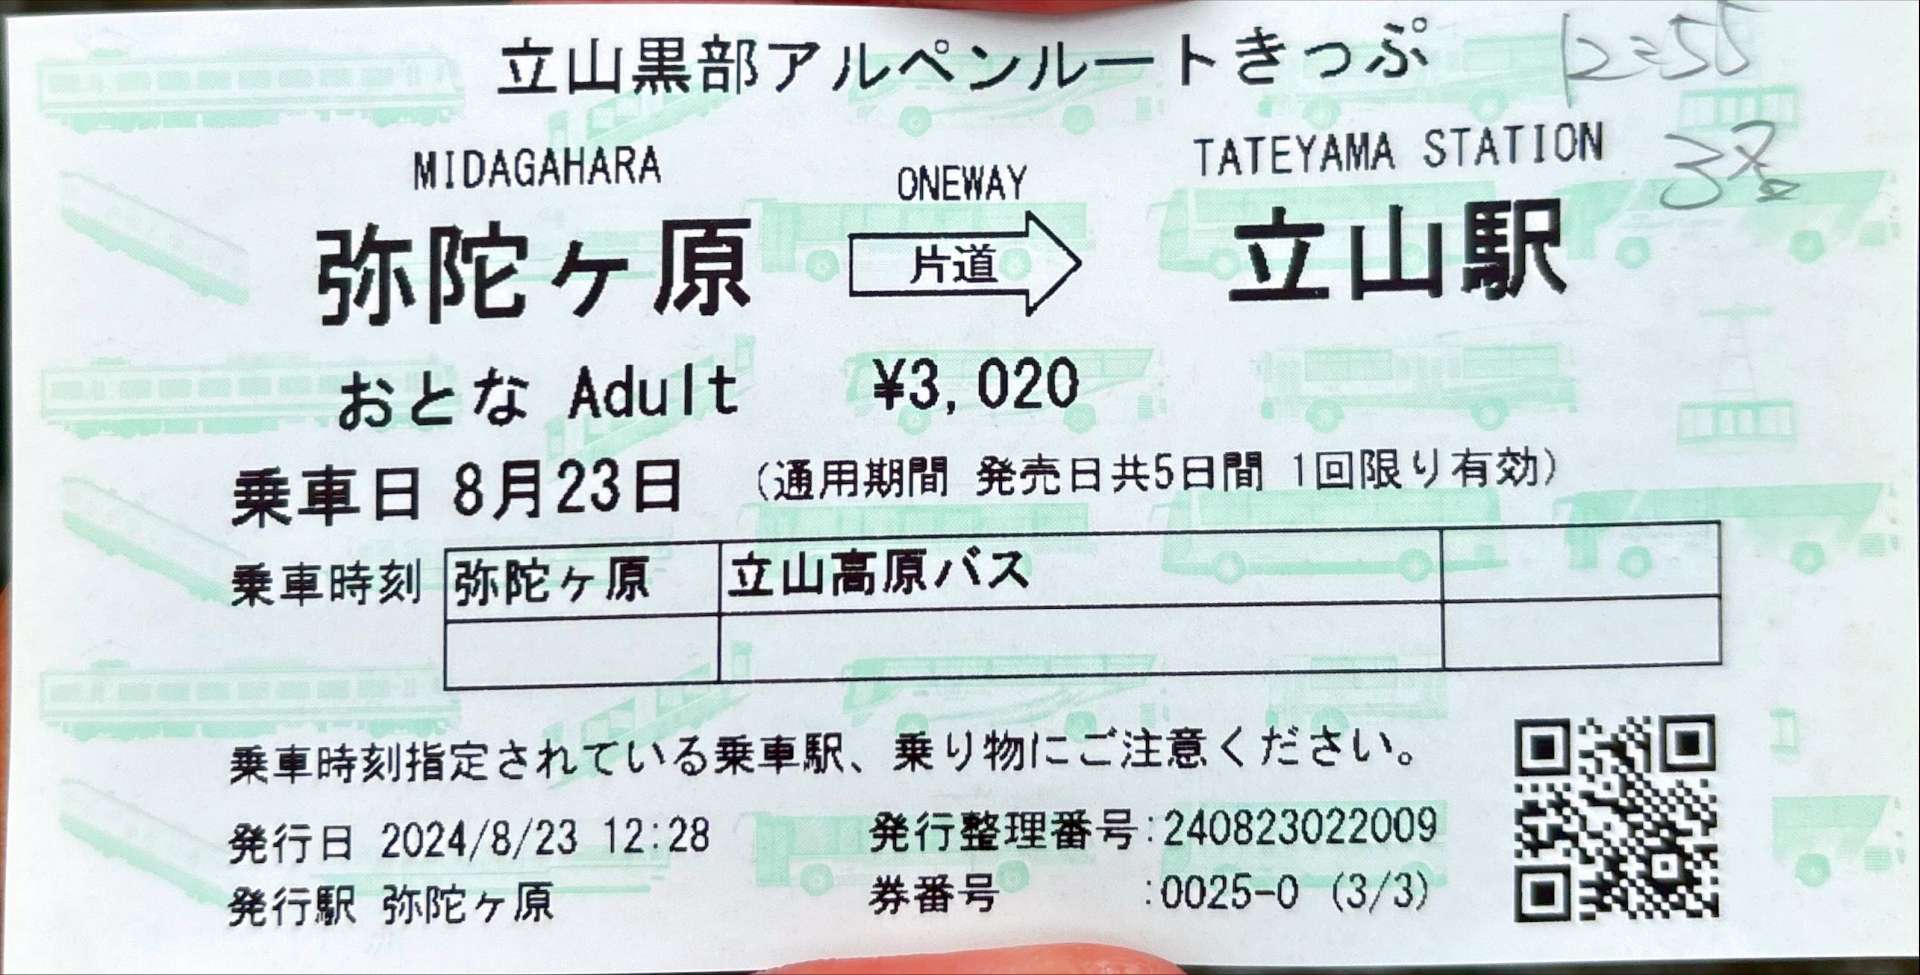 立山黒部アルペンルートきっぷ
12:55
3名
MIDAGAHARA ONEWAY TATEYAMA STATION
弥陀ヶ原 片道 立山駅
おとな Adult ¥3,020
乗車日 8月23日 (通用期間 発売日共5日間 1回限り有効)
乗車時刻 弥陀ヶ原 立山高原バス
乗車時刻指定されている乗車駅、乗り物にご注意ください。
発行日 2024/8/23 12:28 発行整理番号:240823022009
発行駅 弥陀ヶ原 券番号 :0025-0 (3/3)